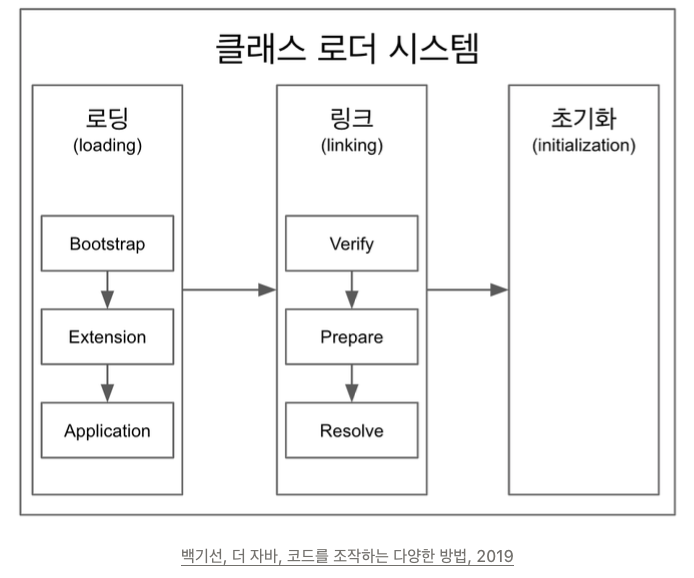 클래스 로더 시스템
로딩
(loading)
Bootstrap
Extension
Application
링크
(linking)
Verify
Prepare
Resolve
초기화
(initialization)
백기선, 더 자바, 코드를 조작하는 다양한 방법, 2019